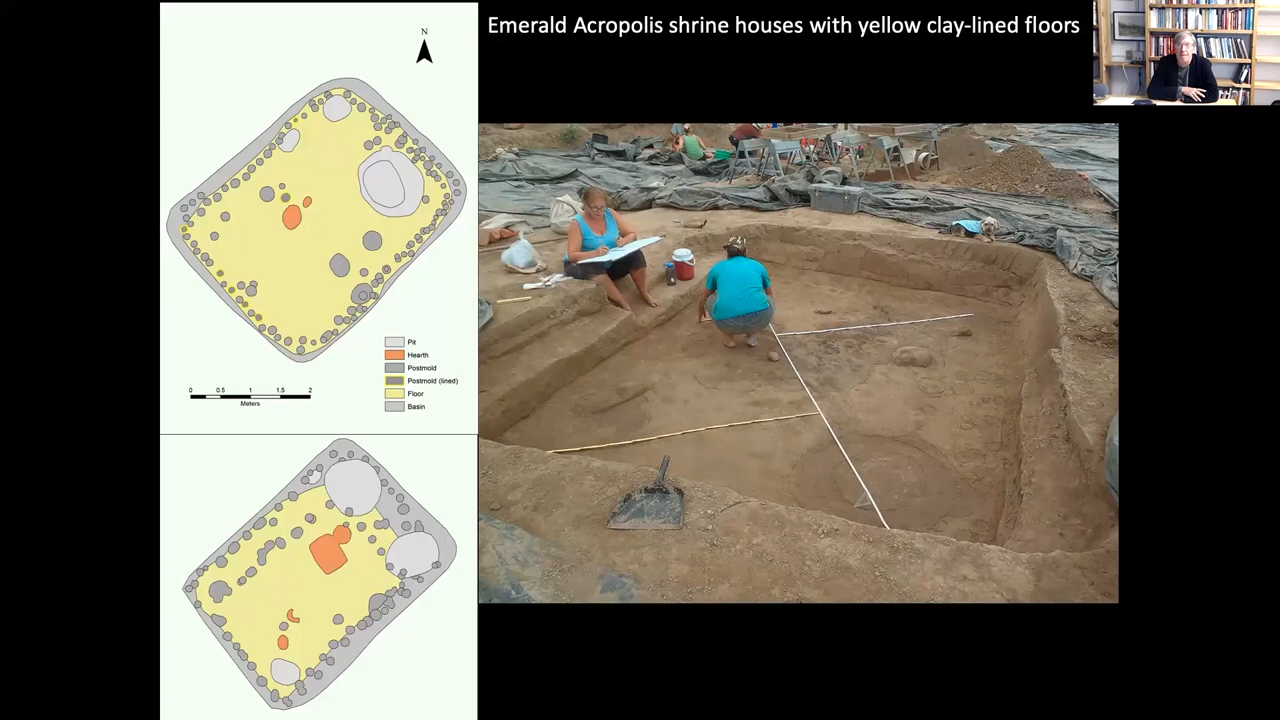 Emerald Acropolis shrine houses with yellow clay-lined floors
N
Pit
Hearth
Postmold
Postmold (lined)
Floor
Basin
0 0.5 1 1.5 2
Meters